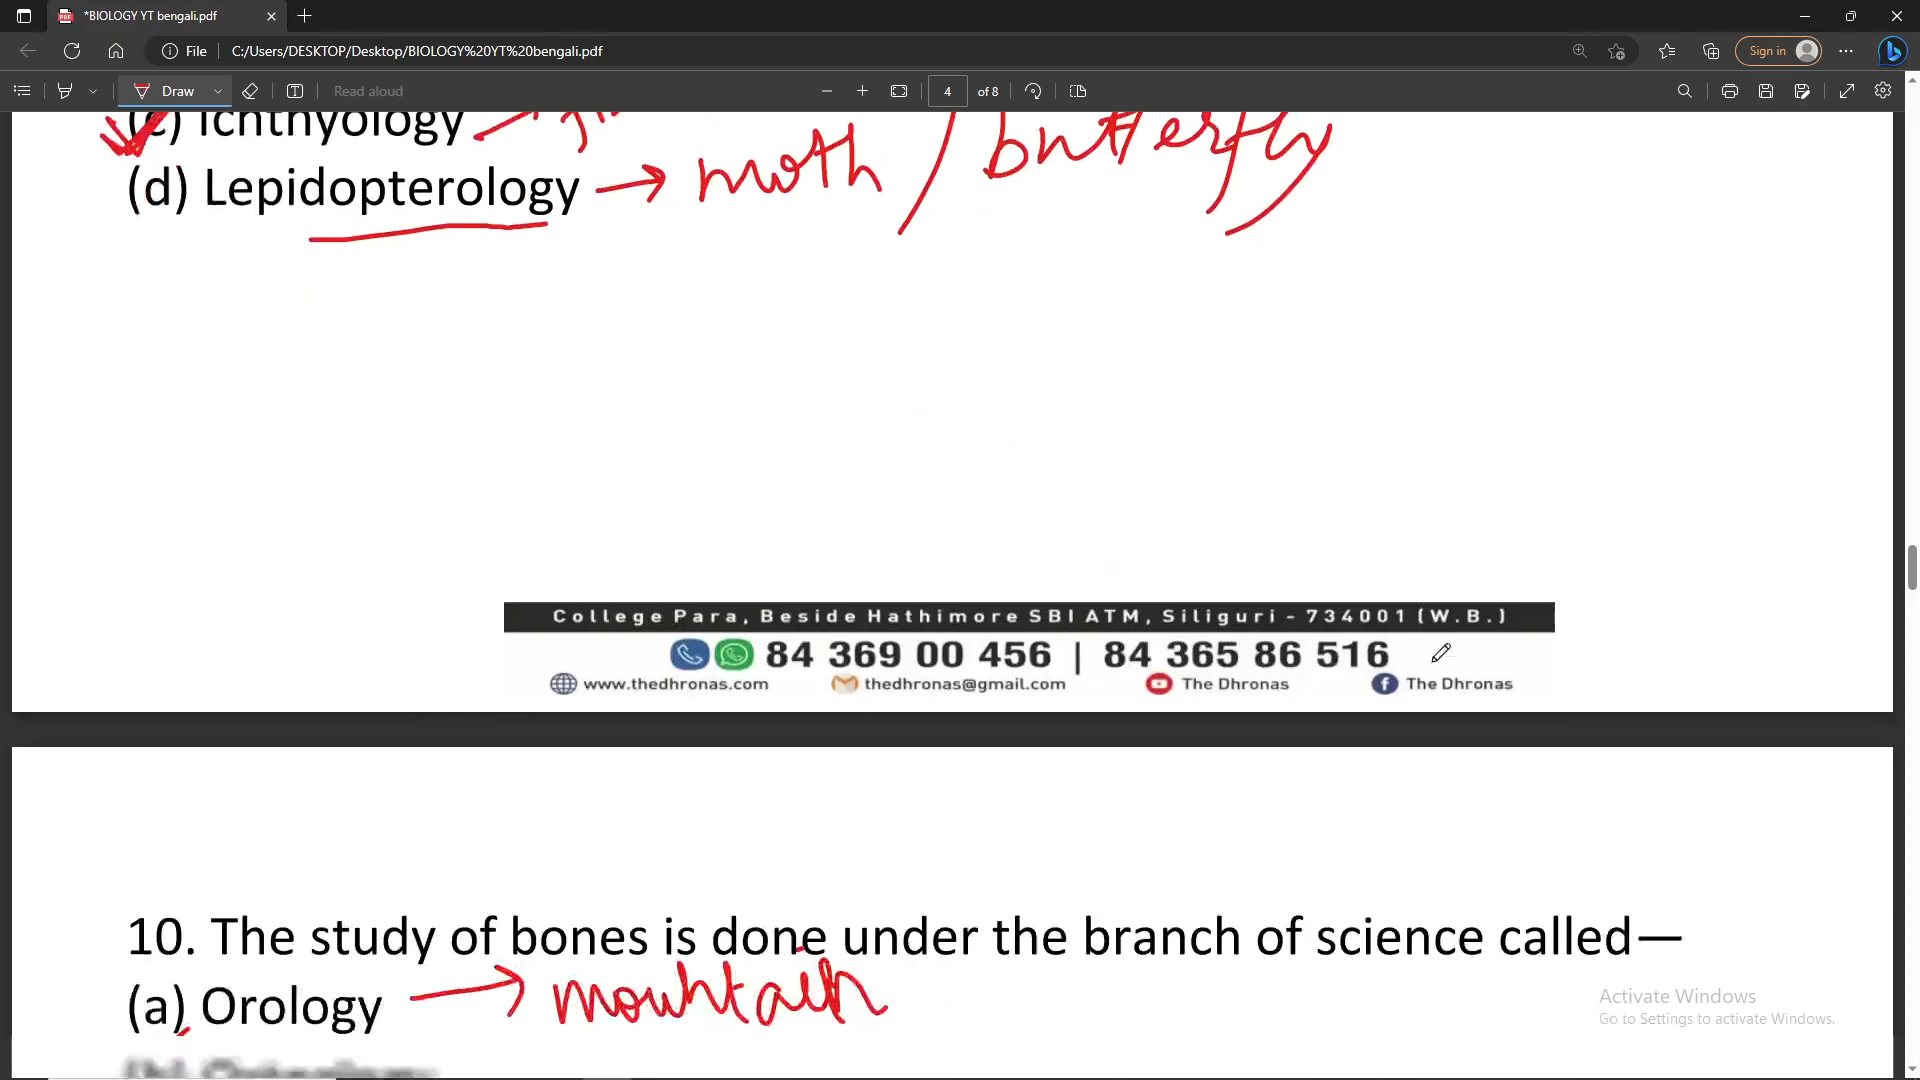 *BIOLOGY YT bengali.pdf
File C:/Users/DESKTOP/Desktop/BIOLOGY%20YT%20bengali.pdf Sign in
Draw Read aloud 4 of 8
(c) Ichthyology →
(d) Lepidopterology → moth / butterfly
College Para, Beside Hathimore SBI ATM, Siliguri - 734001 (W.B.)
84 369 00 456 | 84 365 86 516
www.thedhronas.com thedhronas@gmail.com The Dhronas The Dhronas
10. The study of bones is done under the branch of science called—
(a) Orology → mountain
Activate Windows
Go to Settings to activate Windows.